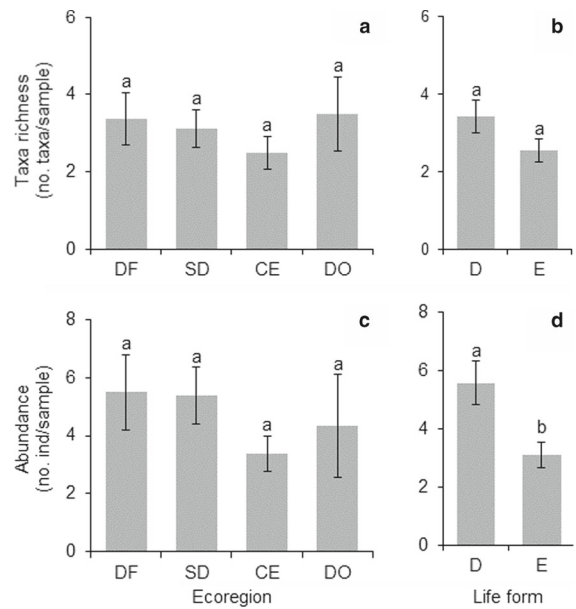 a
Taxa richness
(no. taxa/sample)
6
4
2
0
a
a
a
a
DF
SD
CE
DO
b
6
4
2
0
a
a
D
E
c
Abundance
(no. ind/sample)
8
6
4
2
0
a
a
a
a
DF
SD
CE
DO
Ecoregion
d
8
6
4
2
0
a
b
D
E
Life form